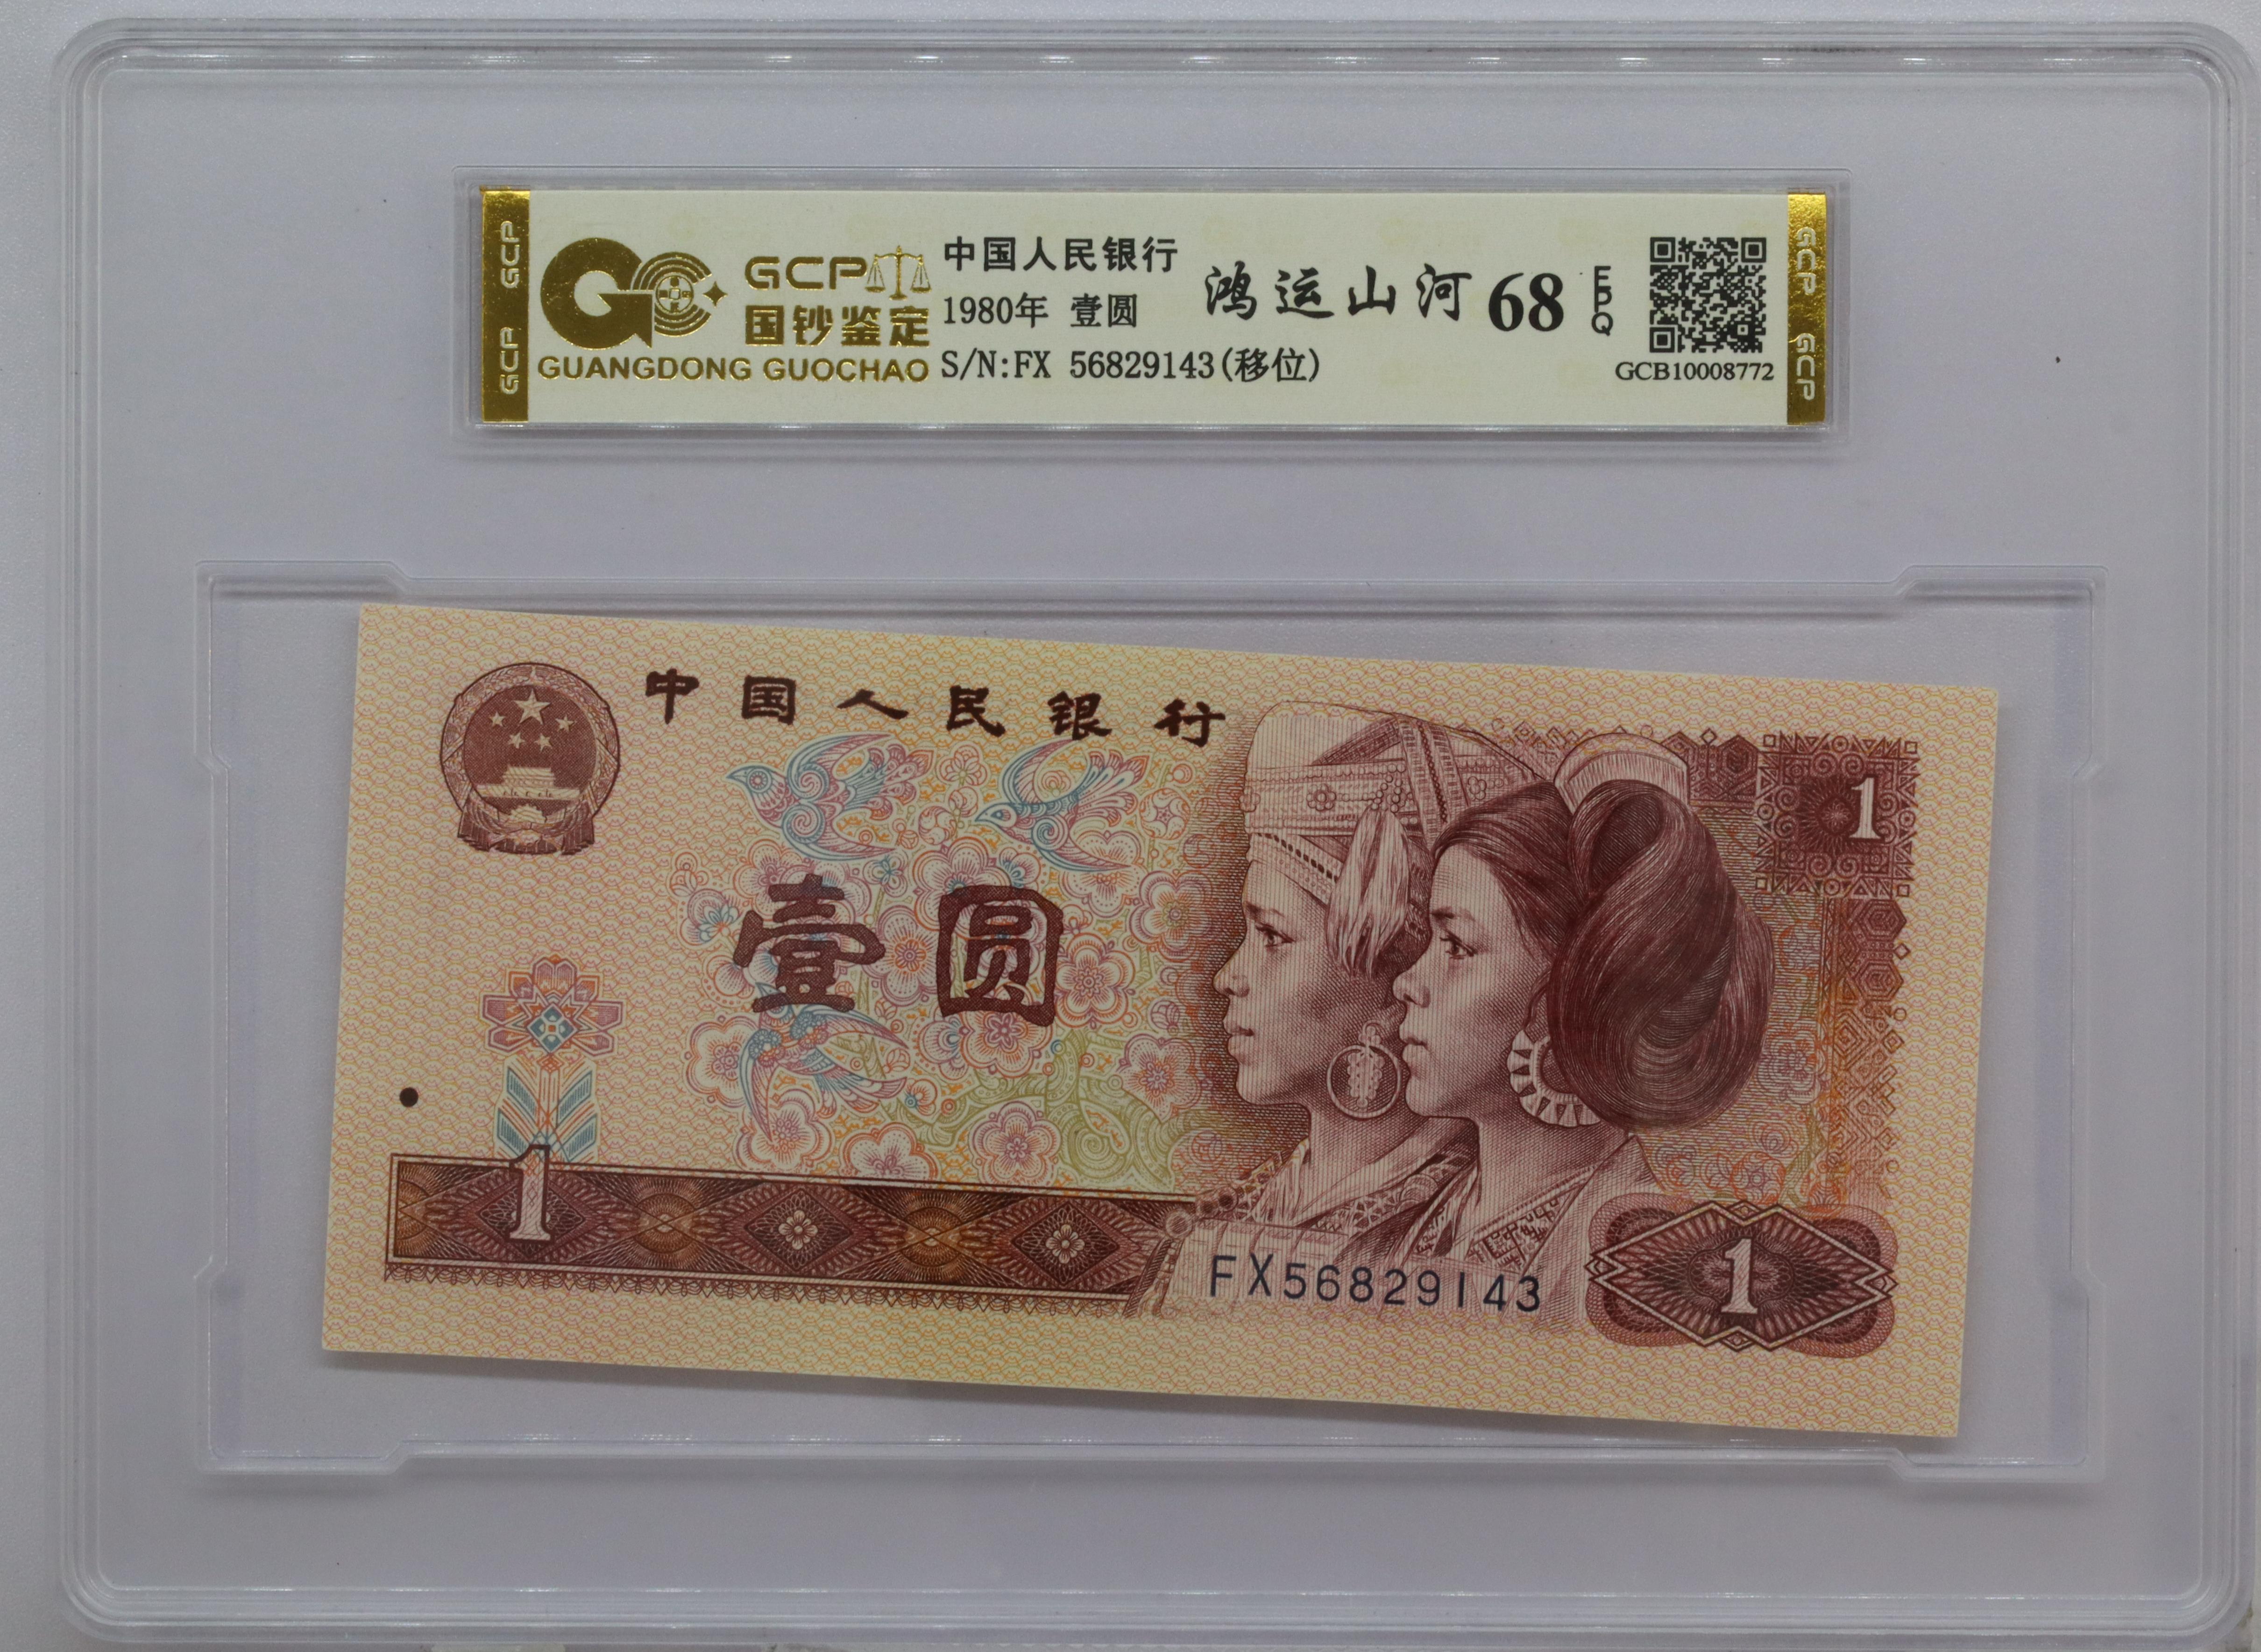 GCP GCP
GCP
国钞鉴定
GUANGDONG GUOCHAO
中国人民银行
1980年 壹圆
S/N:FX 56829143(移位)
鸿运山河 68 EPQ
GCB10008772
GCP GCP
中国人民银行
1
壹圆
1
FX56829143
1